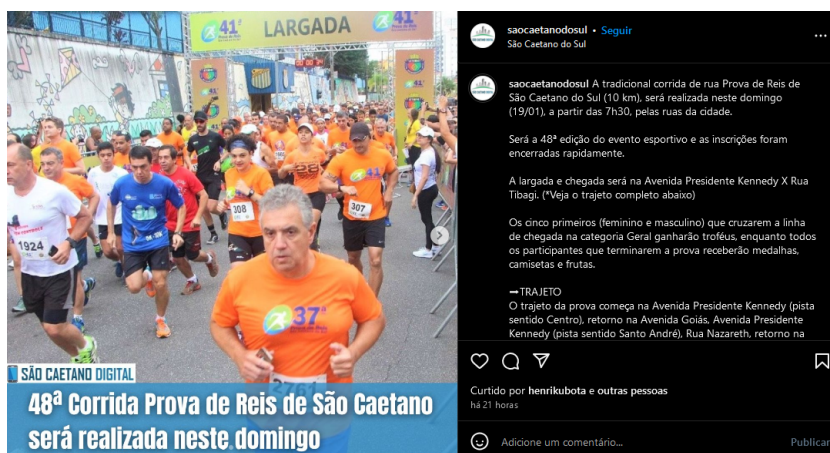 41ª
LARGADA
41ª
41
308
307
1924
37ª
Prova de Reis
2761
SÃO CAETANO DIGITAL
48ª Corrida Prova de Reis de São Caetano
será realizada neste domingo
saocaetanodosul • Seguir
São Caetano do Sul
saocaetanodosul A tradicional corrida de rua Prova de Reis de
São Caetano do Sul (10 km), será realizada neste domingo
(19/01), a partir das 7h30, pelas ruas da cidade.
Será a 48ª edição do evento esportivo e as inscrições foram
encerradas rapidamente.
A largada e chegada será na Avenida Presidente Kennedy X Rua
Tibagi. (*Veja o trajeto completo abaixo)
Os cinco primeiros (feminino e masculino) que cruzarem a linha
de chegada na categoria Geral ganharão troféus, enquanto todos
os participantes que terminarem a prova receberão medalhas,
camisetas e frutas.
➡TRAJETO
O trajeto da prova começa na Avenida Presidente Kennedy (pista
sentido Centro), retorno na Avenida Goiás, Avenida Presidente
Kennedy (pista sentido Santo André), Rua Nazareth, retorno na
Curtido por henrikubota e outras pessoas
há 21 horas
Adicione um comentário...
Publicar